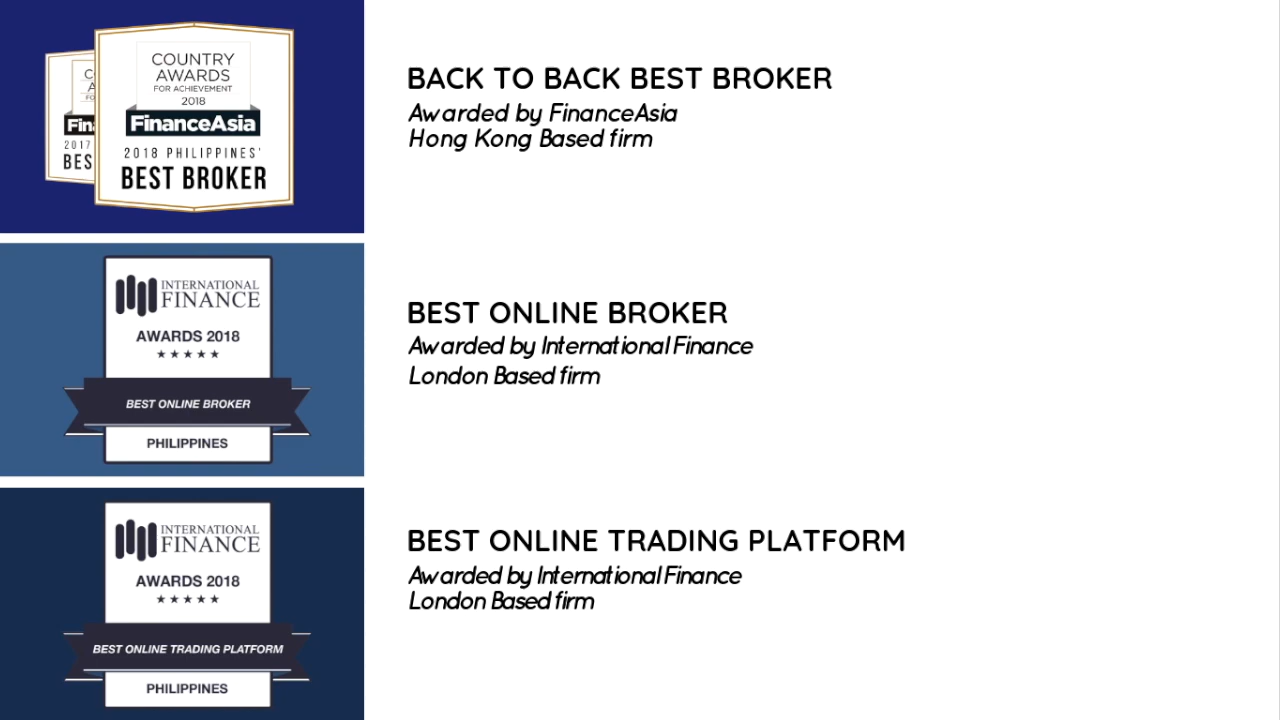 COUNTRY
AWARDS
FOR ACHIEVEMENT
2018
FinanceAsia
2018 PHILIPPINES'
BEST BROKER
2017
BES
BACK TO BACK BEST BROKER
Awarded by FinanceAsia
Hong Kong Based firm
INTERNATIONAL
FINANCE
AWARDS 2018
BEST ONLINE BROKER
PHILIPPINES
BEST ONLINE BROKER
Awarded by International Finance
London Based firm
INTERNATIONAL
FINANCE
AWARDS 2018
BEST ONLINE TRADING PLATFORM
PHILIPPINES
BEST ONLINE TRADING PLATFORM
Awarded by International Finance
London Based firm